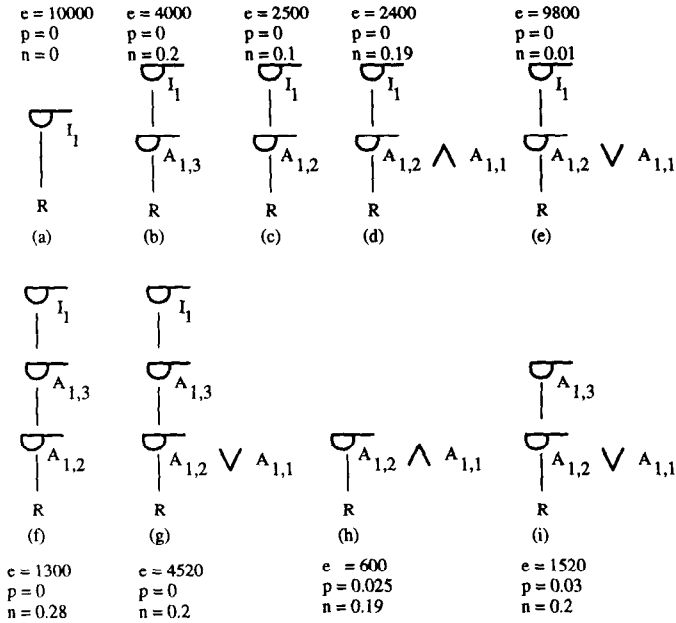 e = 10000 e = 4000 e = 2500 e = 2400 e = 9800
p = 0 p = 0 p = 0 p = 0 p = 0
n = 0 n = 0.2 n = 0.1 n = 0.19 n = 0.01
I1 I1 I1 I1 I1
A1,3 A1,2 A1,2 ∧ A1,1 A1,2 ∨ A1,1
R R R R R
(a) (b) (c) (d) (e)
I1 I1
A1,3 A1,3 A1,3
A1,2 A1,2 ∨ A1,1 A1,2 ∧ A1,1 A1,2 ∨ A1,1
R R R R
(f) (g) (h) (i)
e = 1300 e = 4520 e = 600 e = 1520
p = 0 p = 0 p = 0.025 p = 0.03
n = 0.28 n = 0.2 n = 0.19 n = 0.2